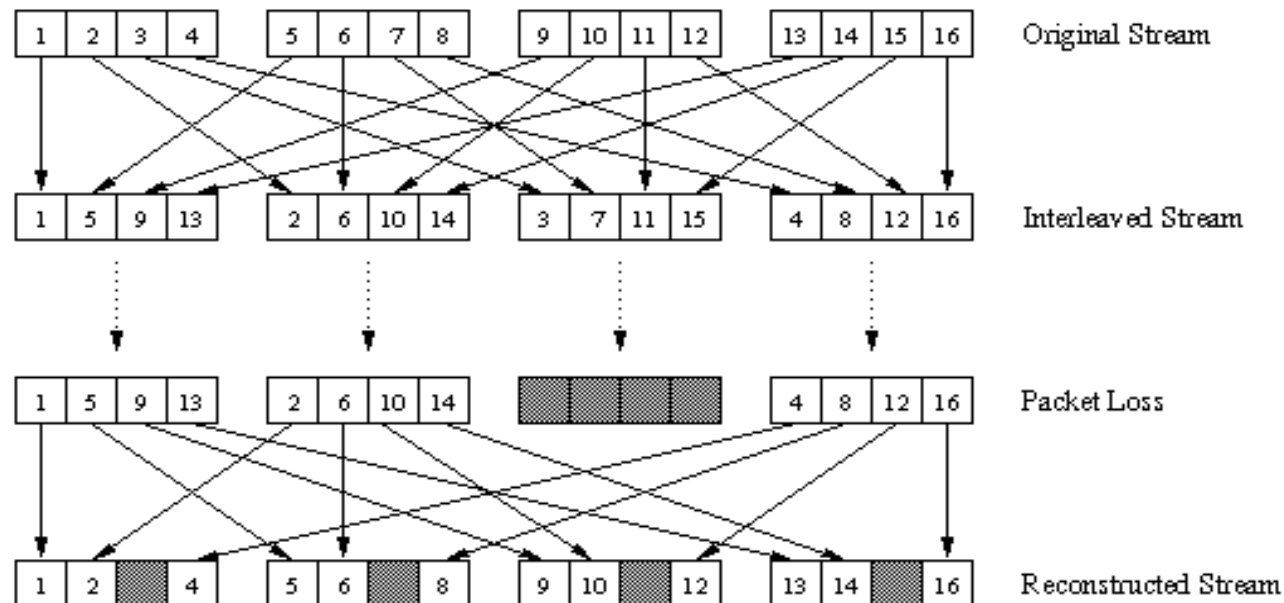 1 2 3 4 5 6 7 8 9 10 11 12 13 14 15 16 Original Stream
1 5 9 13 2 6 10 14 3 7 11 15 4 8 12 16 Interleaved Stream
1 5 9 13 2 6 10 14 4 8 12 16 Packet Loss
1 2 4 5 6 8 9 10 12 13 14 16 Reconstructed Stream